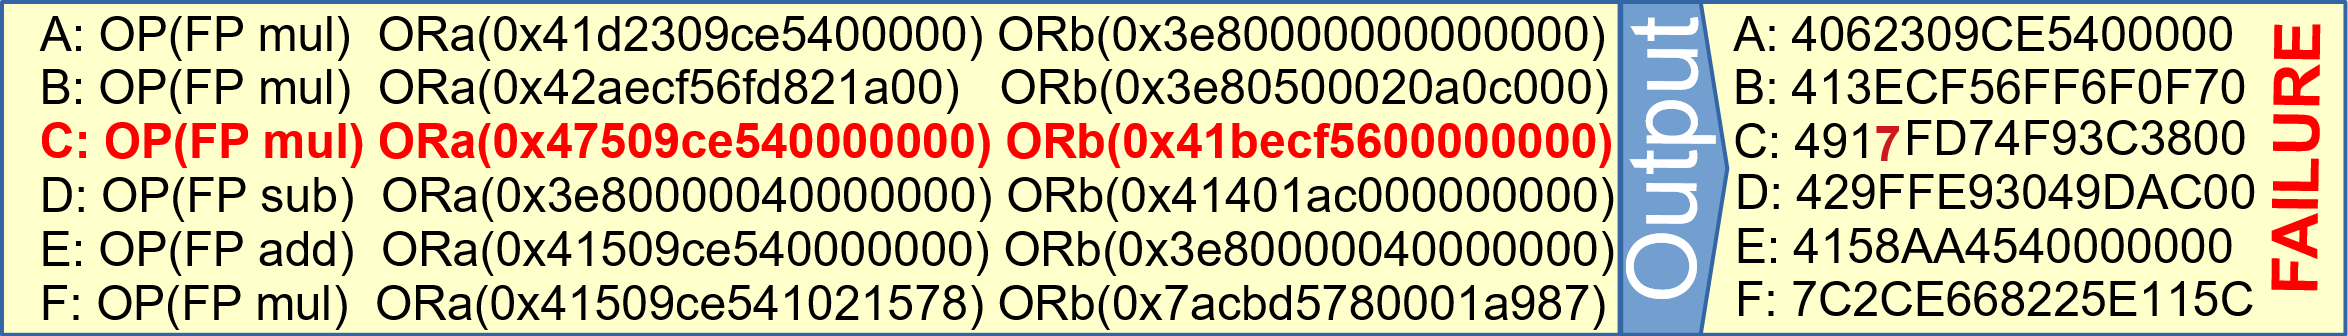 A: OP(FP mul) ORa(0x41d2309ce5400000) ORb(0x3e80000000000000)
B: OP(FP mul) ORa(0x42aecf56fd821a00) ORb(0x3e80500020a0c000)
C: OP(FP mul) ORa(0x47509ce540000000) ORb(0x41becf5600000000)
D: OP(FP sub) ORa(0x3e80000040000000) ORb(0x41401ac000000000)
E: OP(FP add) ORa(0x41509ce540000000) ORb(0x3e80000040000000)
F: OP(FP mul) ORa(0x41509ce541021578) ORb(0x7acbd5780001a987)
Output
A: 4062309CE5400000
B: 413ECF56FF6F0F70
C: 4917FD74F93C3800
D: 429FFE93049DAC00
E: 4158AA4540000000
F: 7C2CE668225E115C
FAILURE